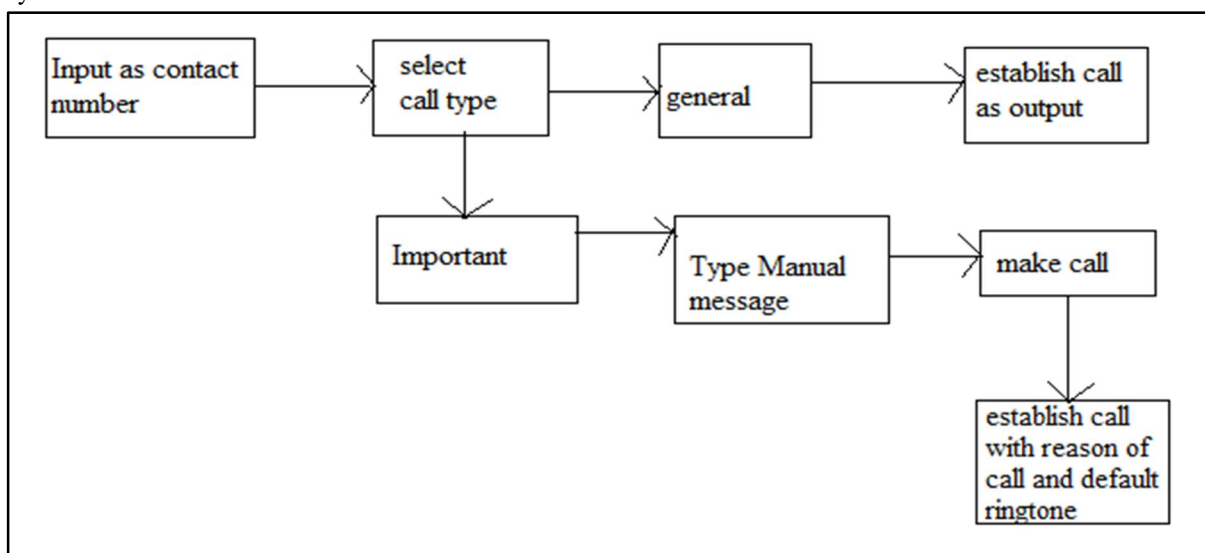 Input as contact
number
select
call type
general
establish call
as output
Important
Type Manual
message
make call
establish call
with reason of
call and default
ringtone